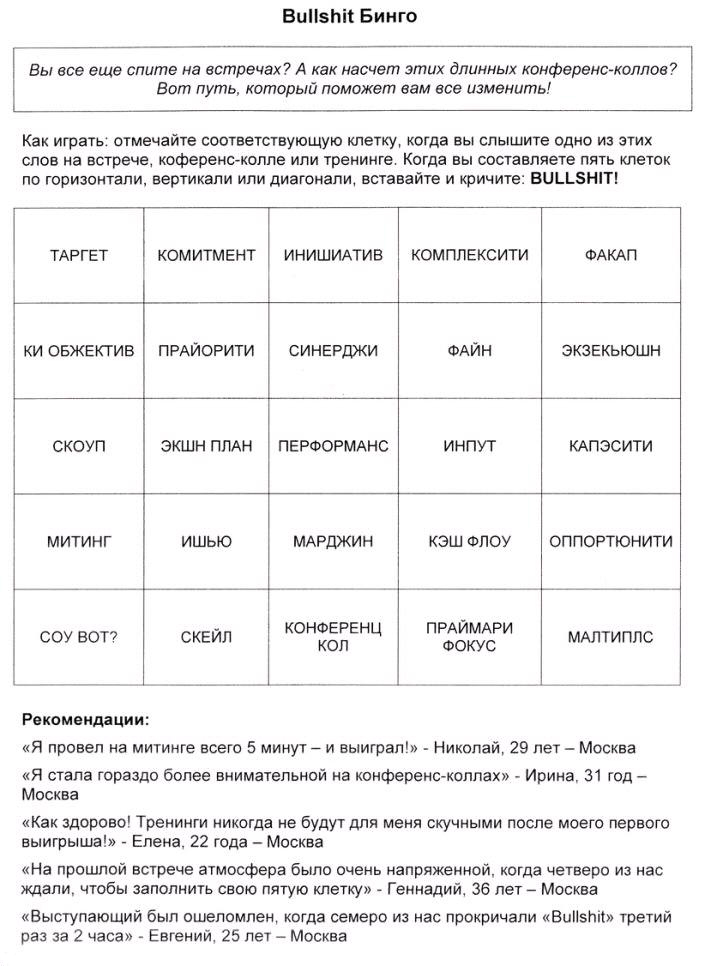 Bullshit Бинго
Вы все еще спите на встречах? А как насчет этих длинных конференс-коллов?
Вот путь, который поможет вам все изменить!
Как играть: отмечайте соответствующую клетку, когда вы слышите одно из этих
слов на встрече, коференс-колле или тренинге. Когда вы составляете пять клеток
по горизонтали, вертикали или диагонали, вставайте и кричите: BULLSHIT!
ТАРГЕТ
КОМИТМЕНТ
ИНИШИАТИВ
КОМПЛЕКСИТИ
ФАКАП
КИ ОБЖЕКТИВ
ПРАЙОРИТИ
СИНЕРДЖИ
ФАЙН
ЭКЗЕКЬЮШН
СКОУП
ЭКШН ПЛАН
ПЕРФОРМАНС
ИНПУТ
КАПЭСИТИ
МИТИНГ
ИШЬЮ
МАРДЖИН
КЭШ ФЛОУ
ОППОРТЮНИТИ
СОУ ВОТ?
СКЕЙЛ
КОНФЕРЕНЦ
КОЛ
ПРАЙМАРИ
ФОКУС
МАЛТИПЛС
Рекомендации:
«Я провел на митинге всего 5 минут – и выиграл!» - Николай, 29 лет – Москва
«Я стала гораздо более внимательной на конференс-коллах» - Ирина, 31 год –
Москва
«Как здорово! Тренинги никогда не будут для меня скучными после моего первого
выигрыша!» - Елена, 22 года – Москва
«На прошлой встрече атмосфера было очень напряженной, когда четверо из нас
ждали, чтобы заполнить свою пятую клетку» - Геннадий, 36 лет – Москва
«Выступающий был ошеломлен, когда семеро из нас прокричали «Bullshit» третий
раз за 2 часа» - Евгений, 25 лет – Москва